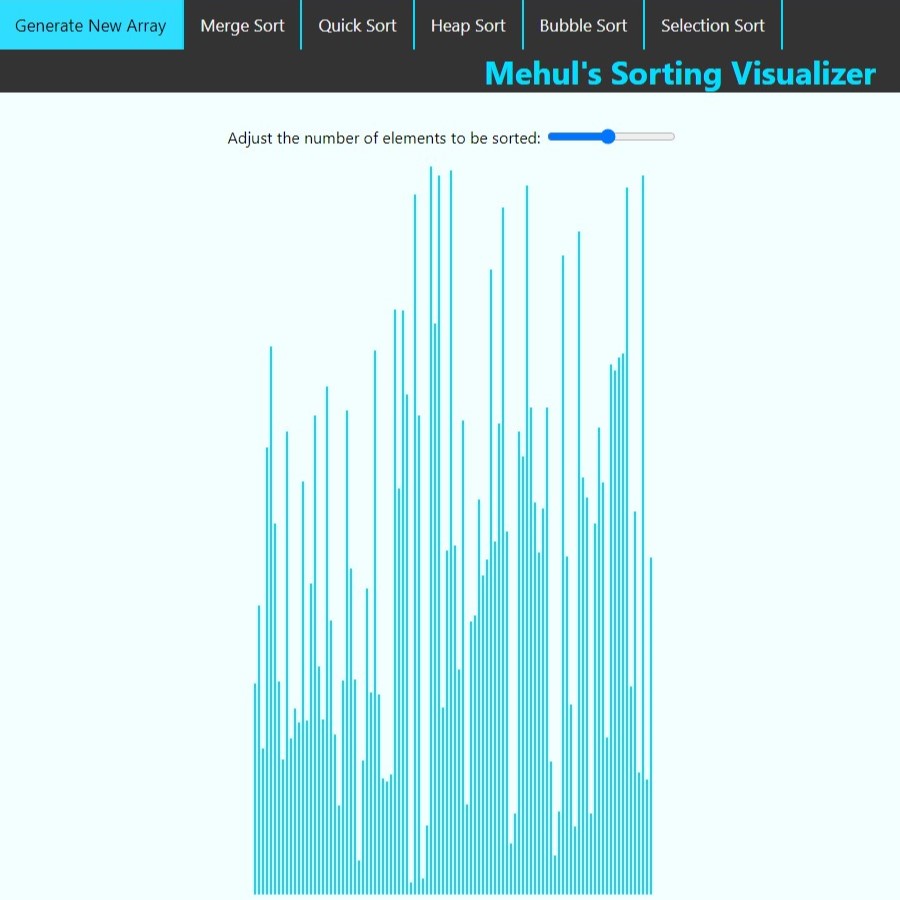 Generate New Array Merge Sort Quick Sort Heap Sort Bubble Sort Selection Sort
Mehul's Sorting Visualizer
Adjust the number of elements to be sorted: